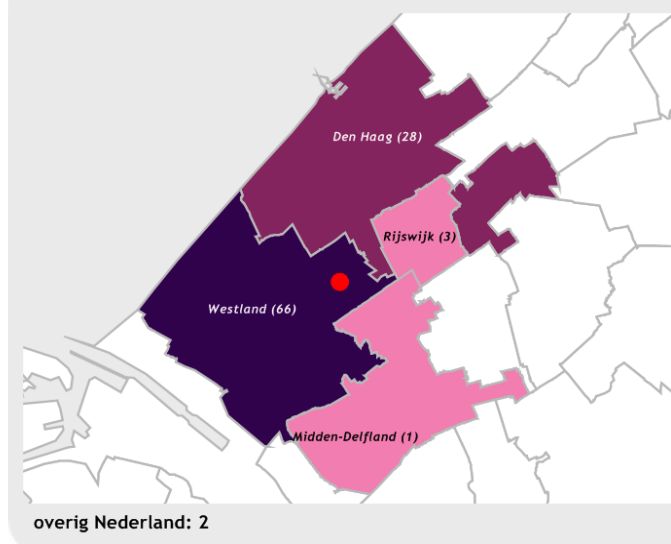 Den Haag (28)
Rijswijk (3)
Westland (66)
Midden-Delfland (1)
overig Nederland: 2